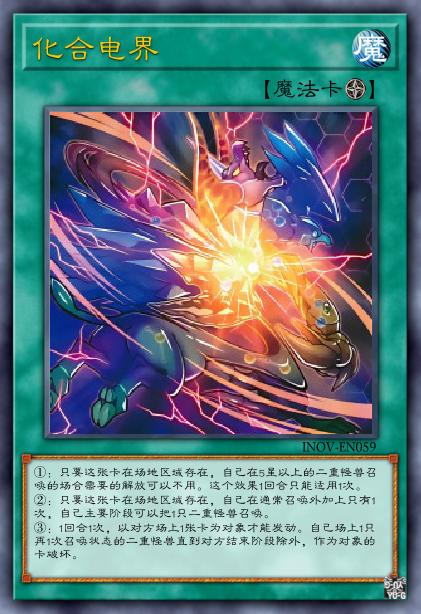 化合电界
魔
【魔法卡】
INOV-EN059
①：只要这张卡在场地区域存在，自己在5星以上的二重怪兽召
唤的场合需要的解放可以不用。这个效果1回合只能适用1次。
②：只要这张卡在场地区域存在，自己在通常召唤外加上只有1
次，自己主要阶段可以把1只二重怪兽召唤。
③：1回合1次，以对方场上1张卡为对象才能发动。自己场上1只
再1次召唤状态的二重怪兽直到对方结束阶段除外，作为对象的
卡破坏。